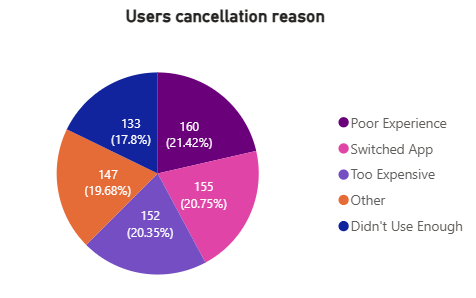 Users cancellation reason
160
(21.42%)
155
(20.75%)
152
(20.35%)
147
(19.68%)
133
(17.8%)
Poor Experience
Switched App
Too Expensive
Other
Didn't Use Enough